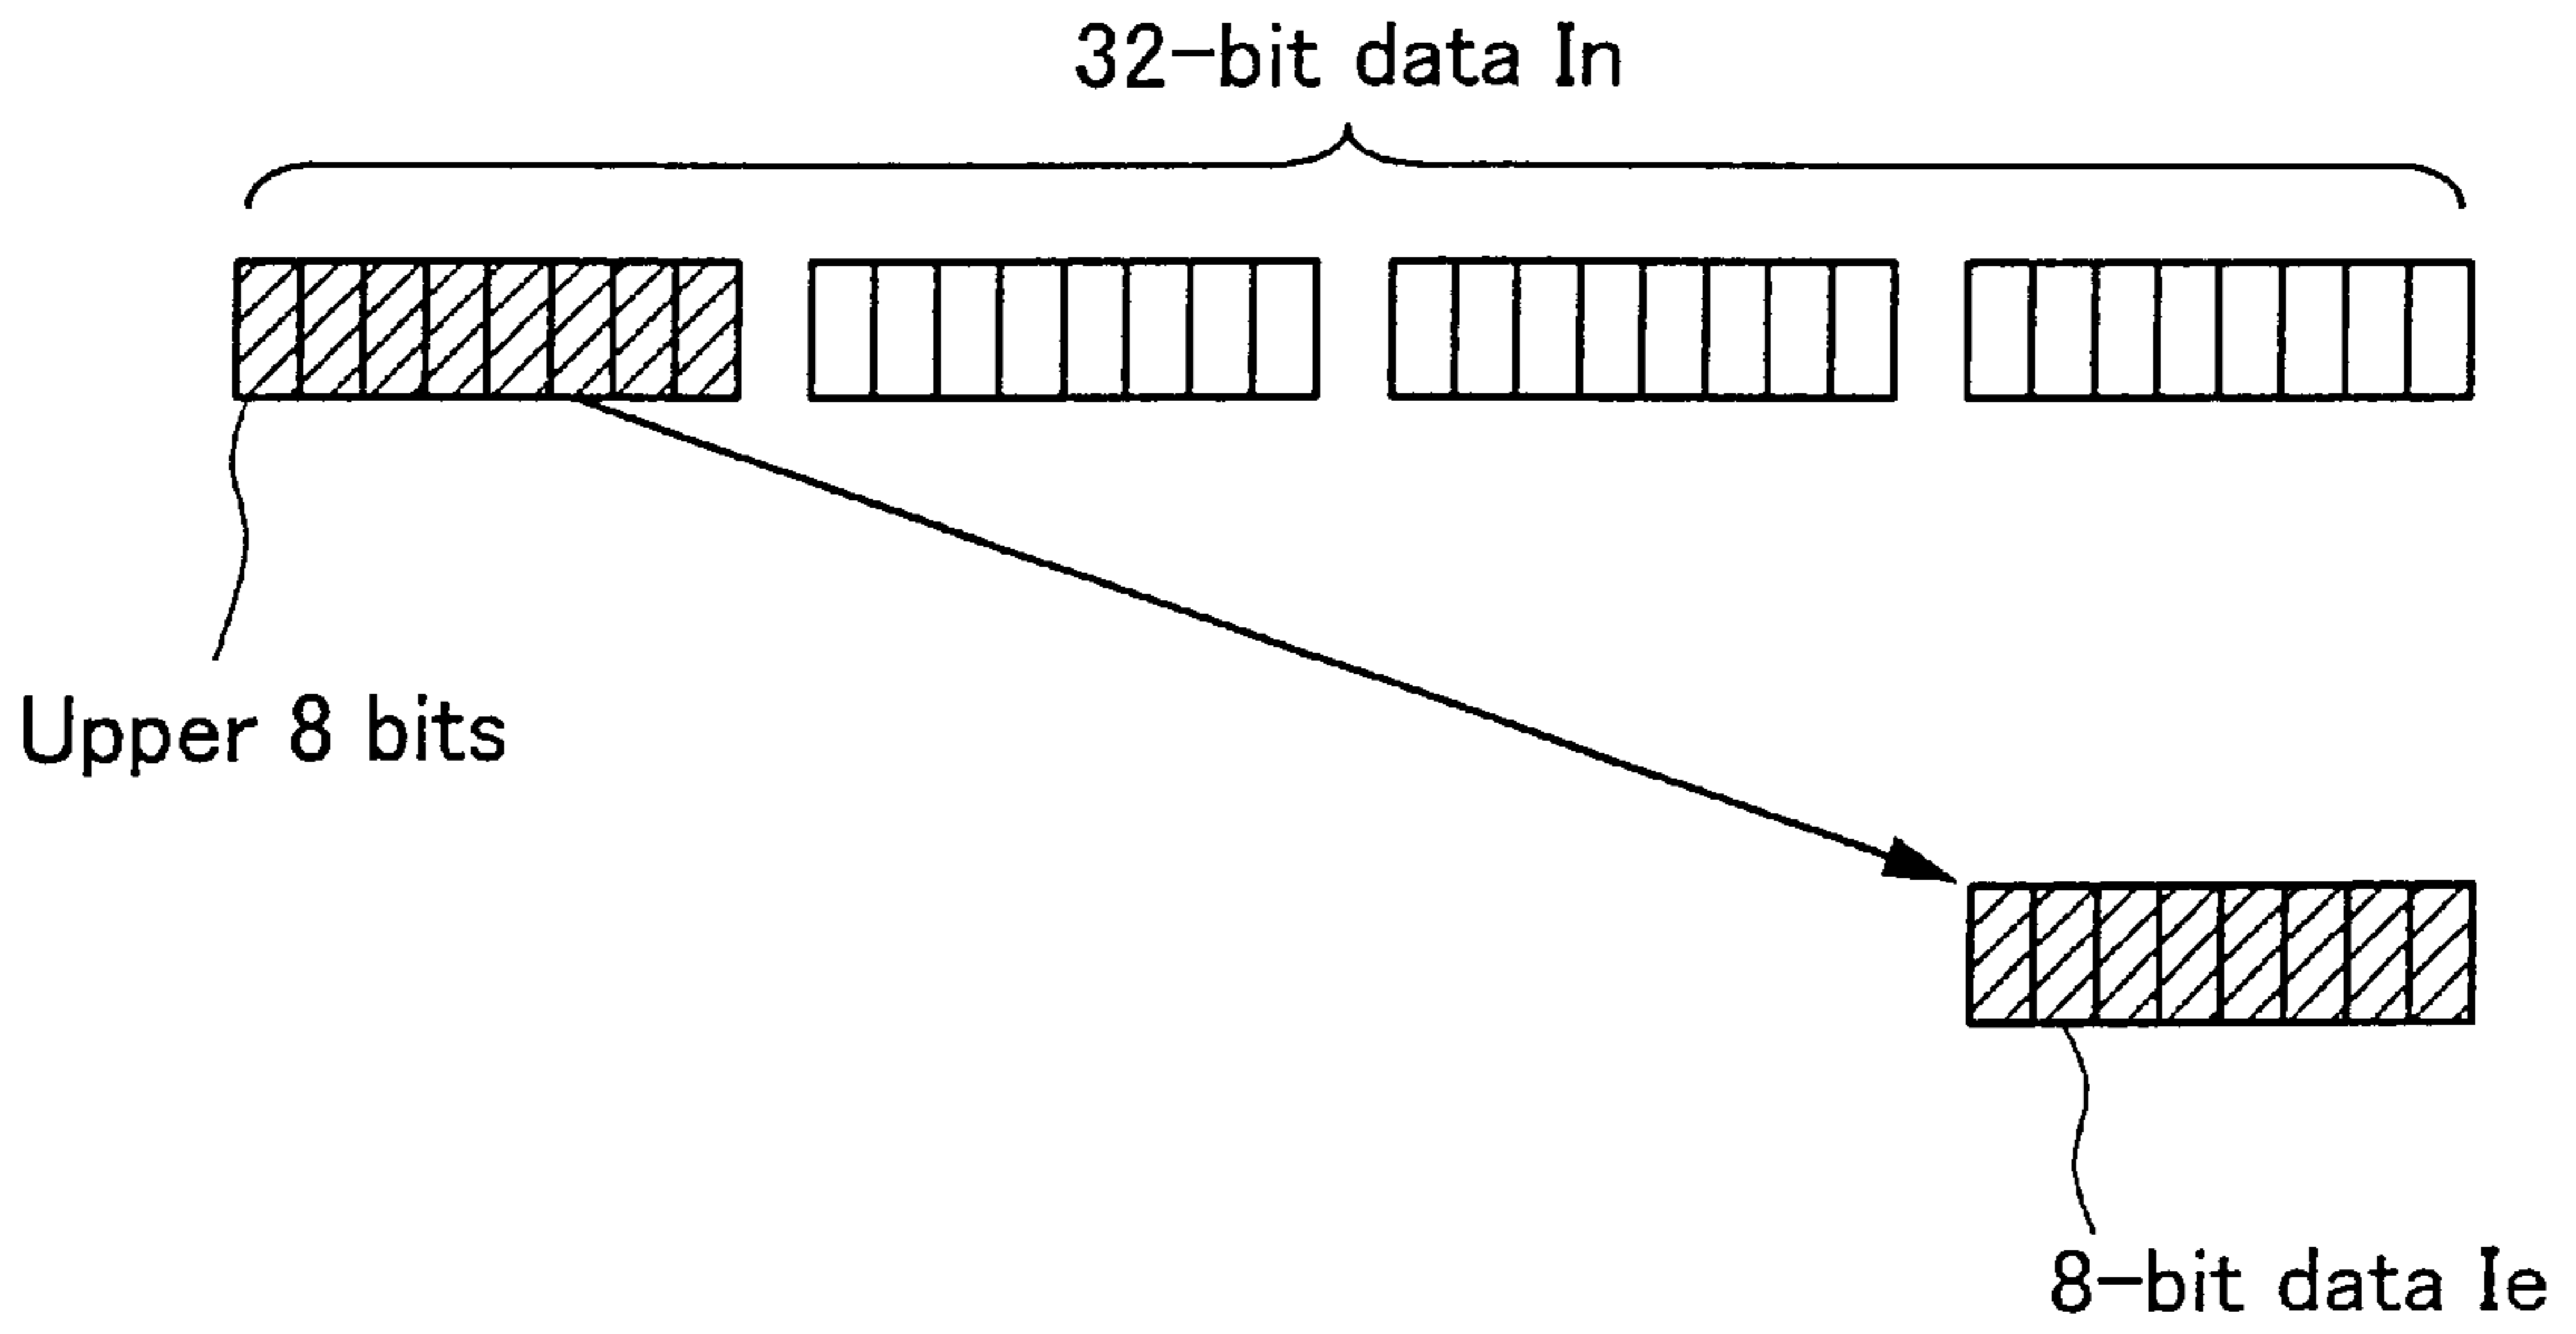 32-bit data In
Upper 8 bits
8-bit data Ie